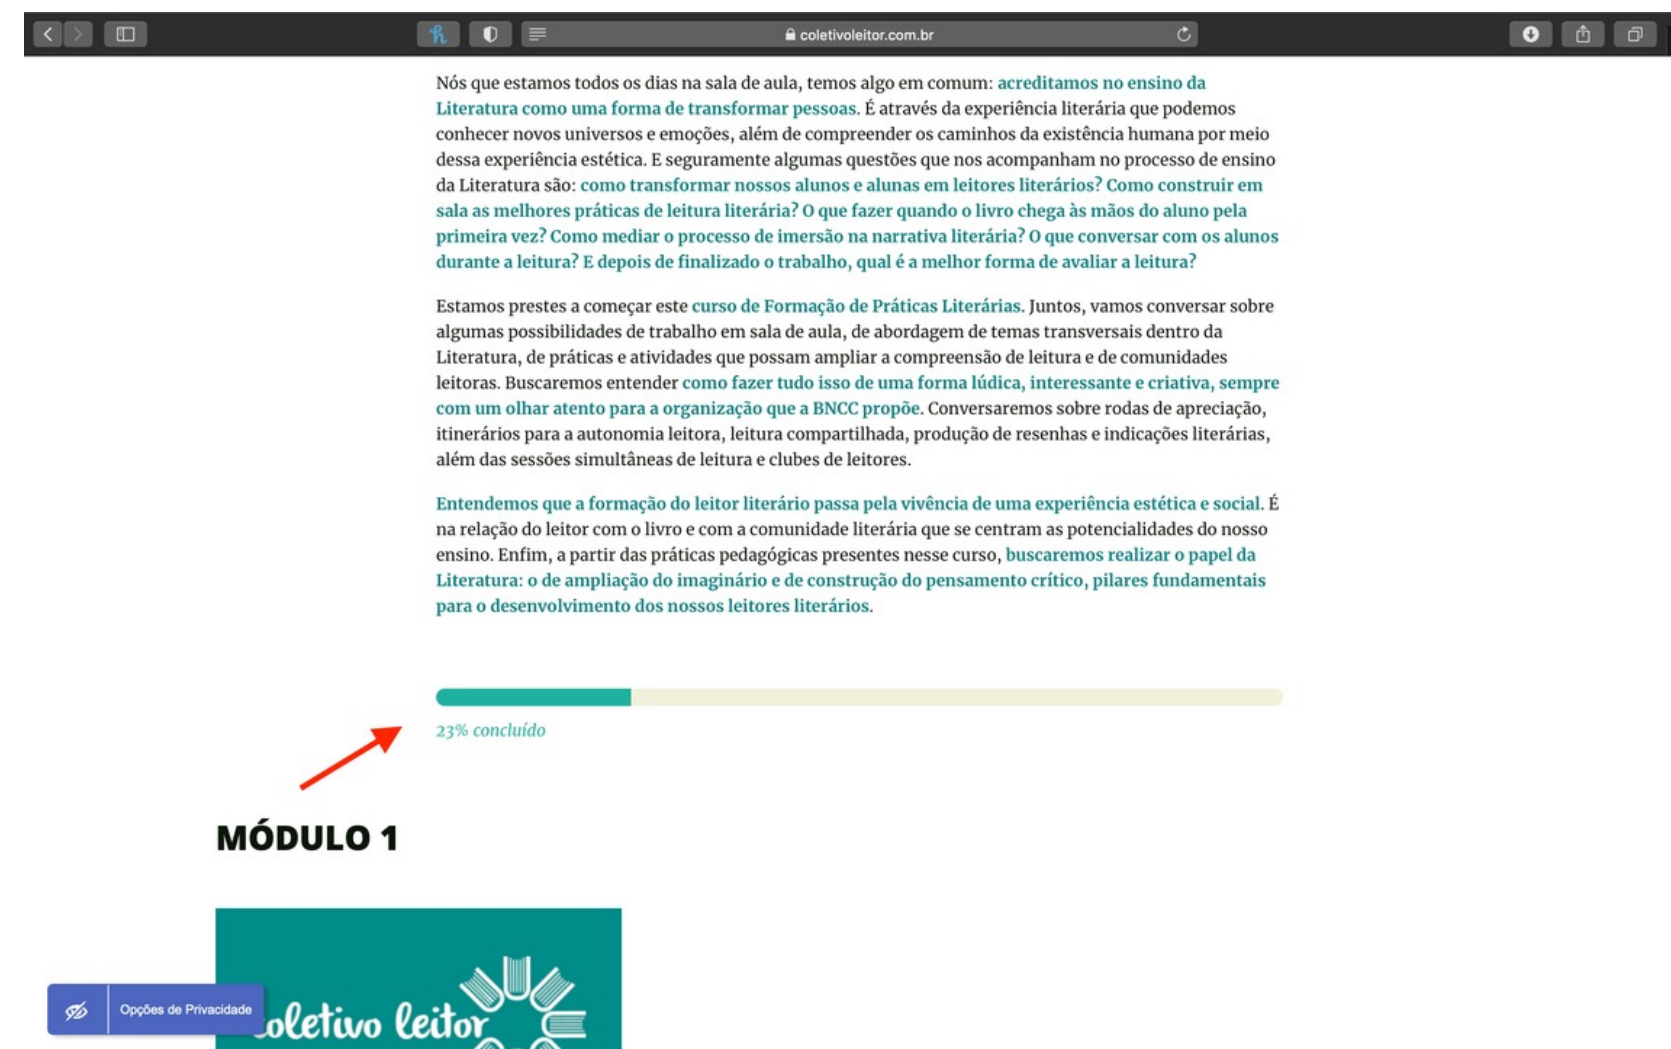 coletivoleitor.com.br
Nós que estamos todos os dias na sala de aula, temos algo em comum: acreditamos no ensino da
Literatura como uma forma de transformar pessoas. É através da experiência literária que podemos
conhecer novos universos e emoções, além de compreender os caminhos da existência humana por meio
dessa experiência estética. E seguramente algumas questões que nos acompanham no processo de ensino
da Literatura são: como transformar nossos alunos e alunas em leitores literários? Como construir em
sala as melhores práticas de leitura literária? O que fazer quando o livro chega às mãos do aluno pela
primeira vez? Como mediar o processo de imersão na narrativa literária? O que conversar com os alunos
durante a leitura? E depois de finalizado o trabalho, qual é a melhor forma de avaliar a leitura?
Estamos prestes a começar este curso de Formação de Práticas Literárias. Juntos, vamos conversar sobre
algumas possibilidades de trabalho em sala de aula, de abordagem de temas transversais dentro da
Literatura, de práticas e atividades que possam ampliar a compreensão de leitura e de comunidades
leitoras. Buscaremos entender como fazer tudo isso de uma forma lúdica, interessante e criativa, sempre
com um olhar atento para a organização que a BNCC propõe. Conversaremos sobre rodas de apreciação,
itinerários para a autonomia leitora, leitura compartilhada, produção de resenhas e indicações literárias,
além das sessões simultâneas de leitura e clubes de leitores.
Entendemos que a formação do leitor literário passa pela vivência de uma experiência estética e social. É
na relação do leitor com o livro e com a comunidade literária que se centram as potencialidades do nosso
ensino. Enfim, a partir das práticas pedagógicas presentes nesse curso, buscaremos realizar o papel da
Literatura: o de ampliação do imaginário e de construção do pensamento crítico, pilares fundamentais
para o desenvolvimento dos nossos leitores literários.
23% concluído
MÓDULO 1
Opções de Privacidade
coletivo leitor